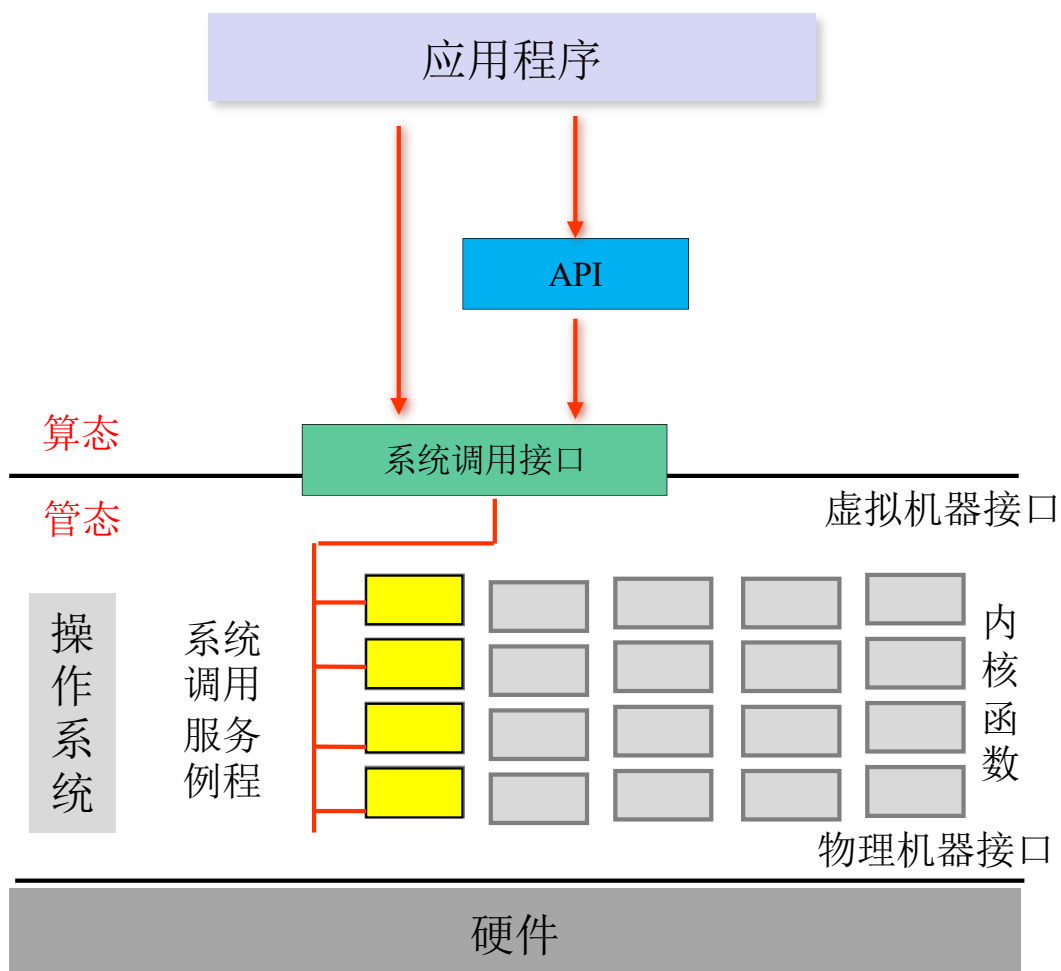 应用程序
API
算态
系统调用接口
管态
虚拟机器接口
操作系统
系统
调用
服务
例程
内核函数
物理机器接口
硬件